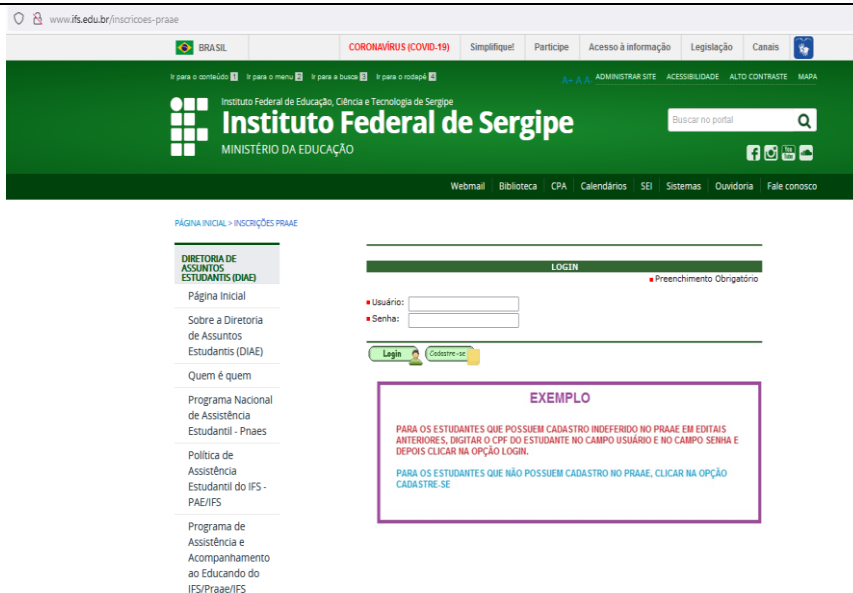 www.ifs.edu.br/inscricoes-praae
BRASIL
CORONAVÍRUS (COVID-19)
Simplifique!
Participe
Acesso à informação
Legislação
Canais
Ir para o conteúdo 1 Ir para o menu 2 Ir para a busca 3 Ir para o rodapé 4
A+ A A- ADMINISTRAR SITE ACESSIBILIDADE ALTO CONTRASTE MAPA
Instituto Federal de Educação, Ciência e Tecnologia de Sergipe
Instituto Federal de Sergipe
MINISTÉRIO DA EDUCAÇÃO
Buscar no portal
You Tube
Webmail Biblioteca CPA Calendários SEI Sistemas Ouvidoria Fale conosco
PÁGINA INICIAL > INSCRIÇÕES PRAAE
DIRETORIA DE
ASSUNTOS
ESTUDANTIS (DIAE)
Página Inicial
Sobre a Diretoria
de Assuntos
Estudantis (DIAE)
Quem é quem
Programa Nacional
de Assistência
Estudantil - Pnaes
Política de
Assistência
Estudantil do IFS -
PAE/IFS
Programa de
Assistência e
Acompanhamento
ao Educando do
IFS/Praae/IFS
LOGIN
Preenchimento Obrigatório
Usuário:
Senha:
Login Cadastre-se
EXEMPLO
PARA OS ESTUDANTES QUE POSSUEM CADASTRO INDEFERIDO NO PRAAE EM EDITAIS
ANTERIORES, DIGITAR O CPF DO ESTUDANTE NO CAMPO USUÁRIO E NO CAMPO SENHA E
DEPOIS CLICAR NA OPÇÃO LOGIN.
PARA OS ESTUDANTES QUE NÃO POSSUEM CADASTRO NO PRAAE, CLICAR NA OPÇÃO
CADASTRE-SE